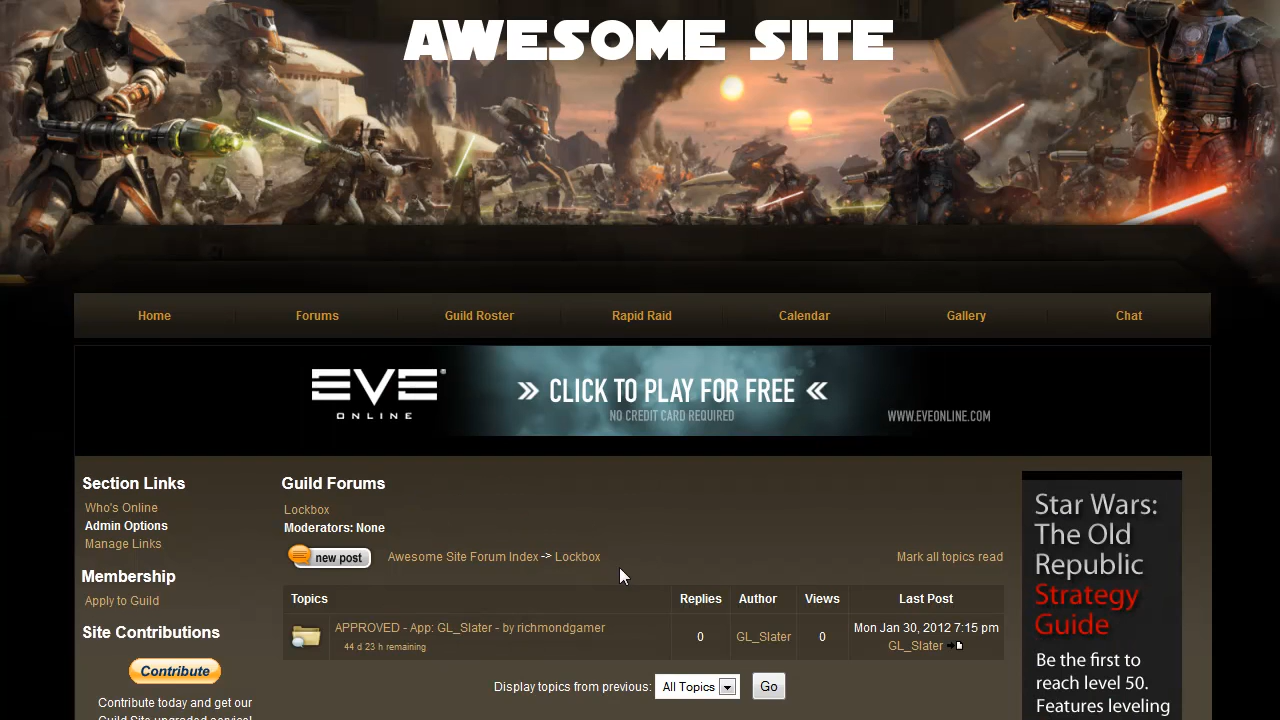 AWESOME SITE
Home Forums Guild Roster Rapid Raid Calendar Gallery Chat
EVE ONLINE
» CLICK TO PLAY FOR FREE «
NO CREDIT CARD REQUIRED
WWW.EVEONLINE.COM
Section Links
Who's Online
Admin Options
Manage Links
Membership
Apply to Guild
Site Contributions
Contribute
Contribute today and get our
Guild Site upgraded service!
Guild Forums
Lockbox
Moderators: None
new post
Awesome Site Forum Index -> Lockbox
Mark all topics read
Topics Replies Author Views Last Post
APPROVED - App: GL_Slater - by richmondgamer
44 d 23 h remaining
0 GL_Slater 0
Mon Jan 30, 2012 7:15 pm
GL_Slater
Display topics from previous: All Topics Go
Star Wars:
The Old
Republic
Strategy
Guide
Be the first to
reach level 50.
Features leveling